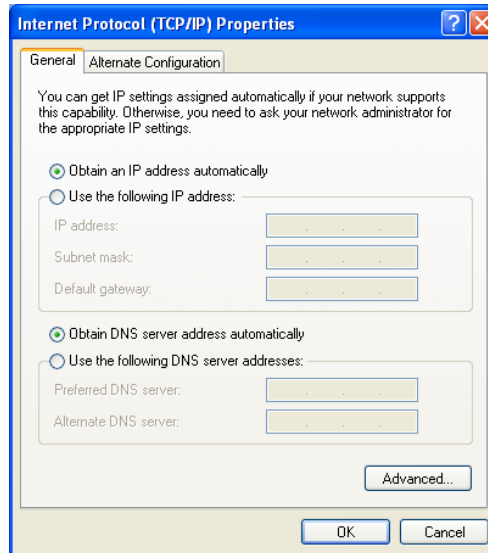 Internet Protocol (TCP/IP) Properties
General
Alternate Configuration
You can get IP settings assigned automatically if your network supports
this capability. Otherwise, you need to ask your network administrator for
the appropriate IP settings.
Obtain an IP address automatically
Use the following IP address:
IP address:
Subnet mask:
Default gateway:
Obtain DNS server address automatically
Use the following DNS server addresses:
Preferred DNS server:
Alternate DNS server:
Advanced...
OK
Cancel